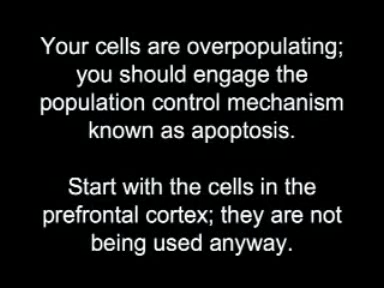 Your cells are overpopulating;
you should engage the
population control mechanism
known as apoptosis.
Start with the cells in the
prefrontal cortex; they are not
being used anyway.